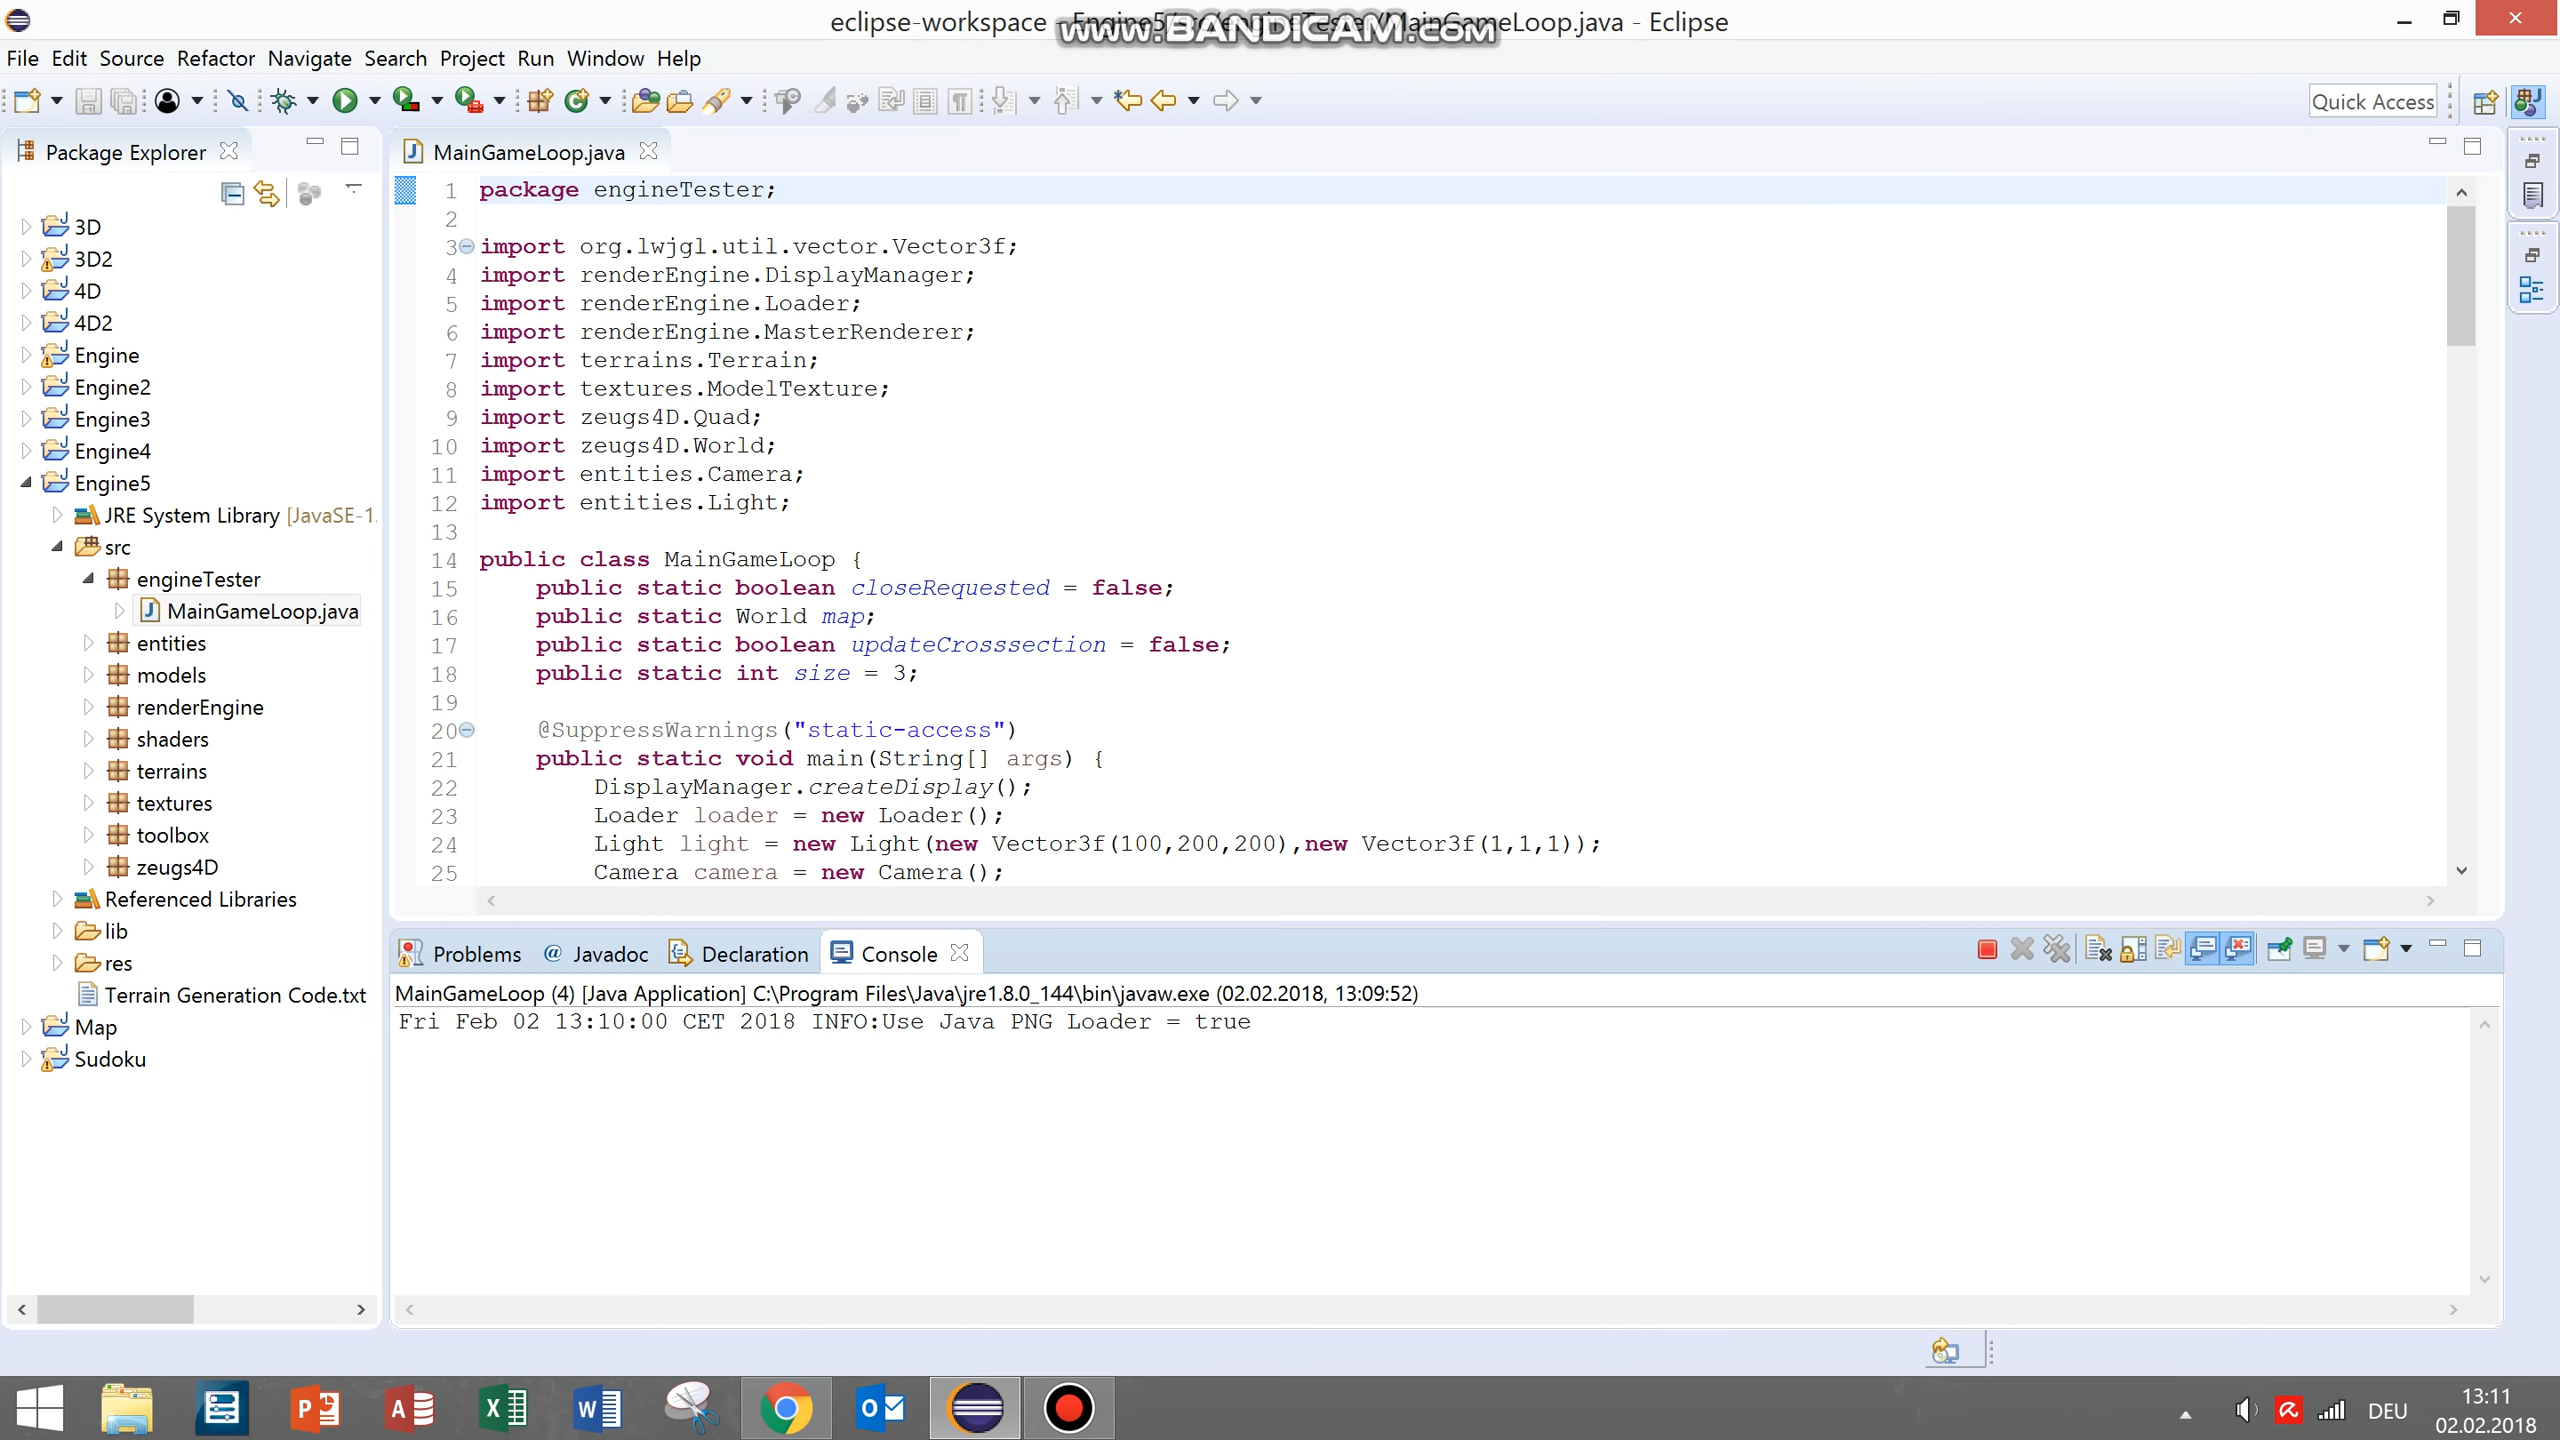 eclipse-workspace - Engine5/src/engineTester/MainGameLoop.java - Eclipse
www.BANDICAM.com
File Edit Source Refactor Navigate Search Project Run Window Help
Quick Access
Package Explorer
3D
3D2
4D
4D2
Engine
Engine2
Engine3
Engine4
Engine5
JRE System Library [JavaSE-1.
src
engineTester
MainGameLoop.java
entities
models
renderEngine
shaders
terrains
textures
toolbox
zeugs4D
Referenced Libraries
lib
res
Terrain Generation Code.txt
Map
Sudoku
MainGameLoop.java
1 package engineTester;
2
3 import org.lwjgl.util.vector.Vector3f;
4 import renderEngine.DisplayManager;
5 import renderEngine.Loader;
6 import renderEngine.MasterRenderer;
7 import terrains.Terrain;
8 import textures.ModelTexture;
9 import zeugs4D.Quad;
10 import zeugs4D.World;
11 import entities.Camera;
12 import entities.Light;
13
14 public class MainGameLoop {
15 public static boolean closeRequested = false;
16 public static World map;
17 public static boolean updateCrosssection = false;
18 public static int size = 3;
19
20 @SuppressWarnings("static-access")
21 public static void main(String[] args) {
22 DisplayManager.createDisplay();
23 Loader loader = new Loader();
24 Light light = new Light(new Vector3f(100,200,200),new Vector3f(1,1,1));
25 Camera camera = new Camera();
Problems @ Javadoc Declaration Console
MainGameLoop (4) [Java Application] C:\Program Files\Java\jre1.8.0_144\bin\javaw.exe (02.02.2018, 13:09:52)
Fri Feb 02 13:10:00 CET 2018 INFO:Use Java PNG Loader = true
DEU
13:11
02.02.2018